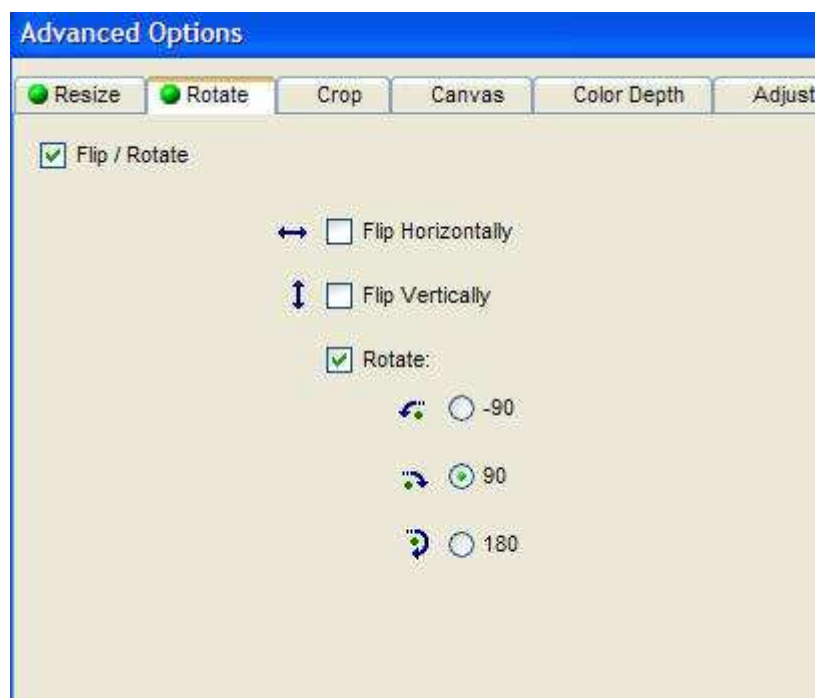 Advanced Options
Resize Rotate Crop Canvas Color Depth Adjust
Flip / Rotate
Flip Horizontally
Flip Vertically
Rotate:
-90
90
180